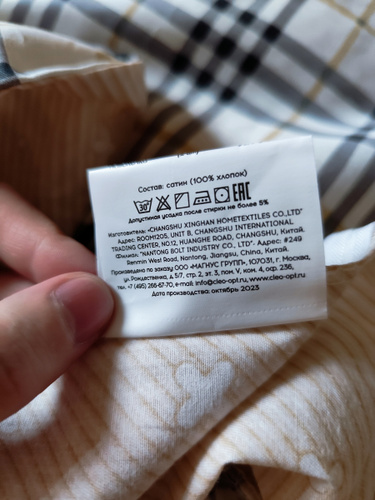 Состав: сатин (100% хлопок)
30° EAC
Допустимая усадка после стирки не более 5%
Изготовитель: «CHANGSHU XINGHAN HOMETEXTILES CO.,LTD"
Адрес: ROOM1205, UNIT B, CHANGSHU INTERNATIONAL
TRADING CENTER, NO.12, HUANGHE ROAD, CHANGSHU, Китай.
Филиал: "NANTONG BOLT INDUSTRY CO., LTD"· Адрес: #249
Renmin West Road, Nantong, Jiangsu, China, Китай
Произведено по заказу ООО «МАГНУС ГРУПП», 107031, г. Москва,
ул. Рождественка, д.5/7, стр. 2, эт. 3, пом. V, ком. 4, оф. 236,
тел.: +7 (495) 266-67-70, e-mail: info@cleo-opt.ru, www.cleo-opt.ru.
Дата производства: октябрь 2023